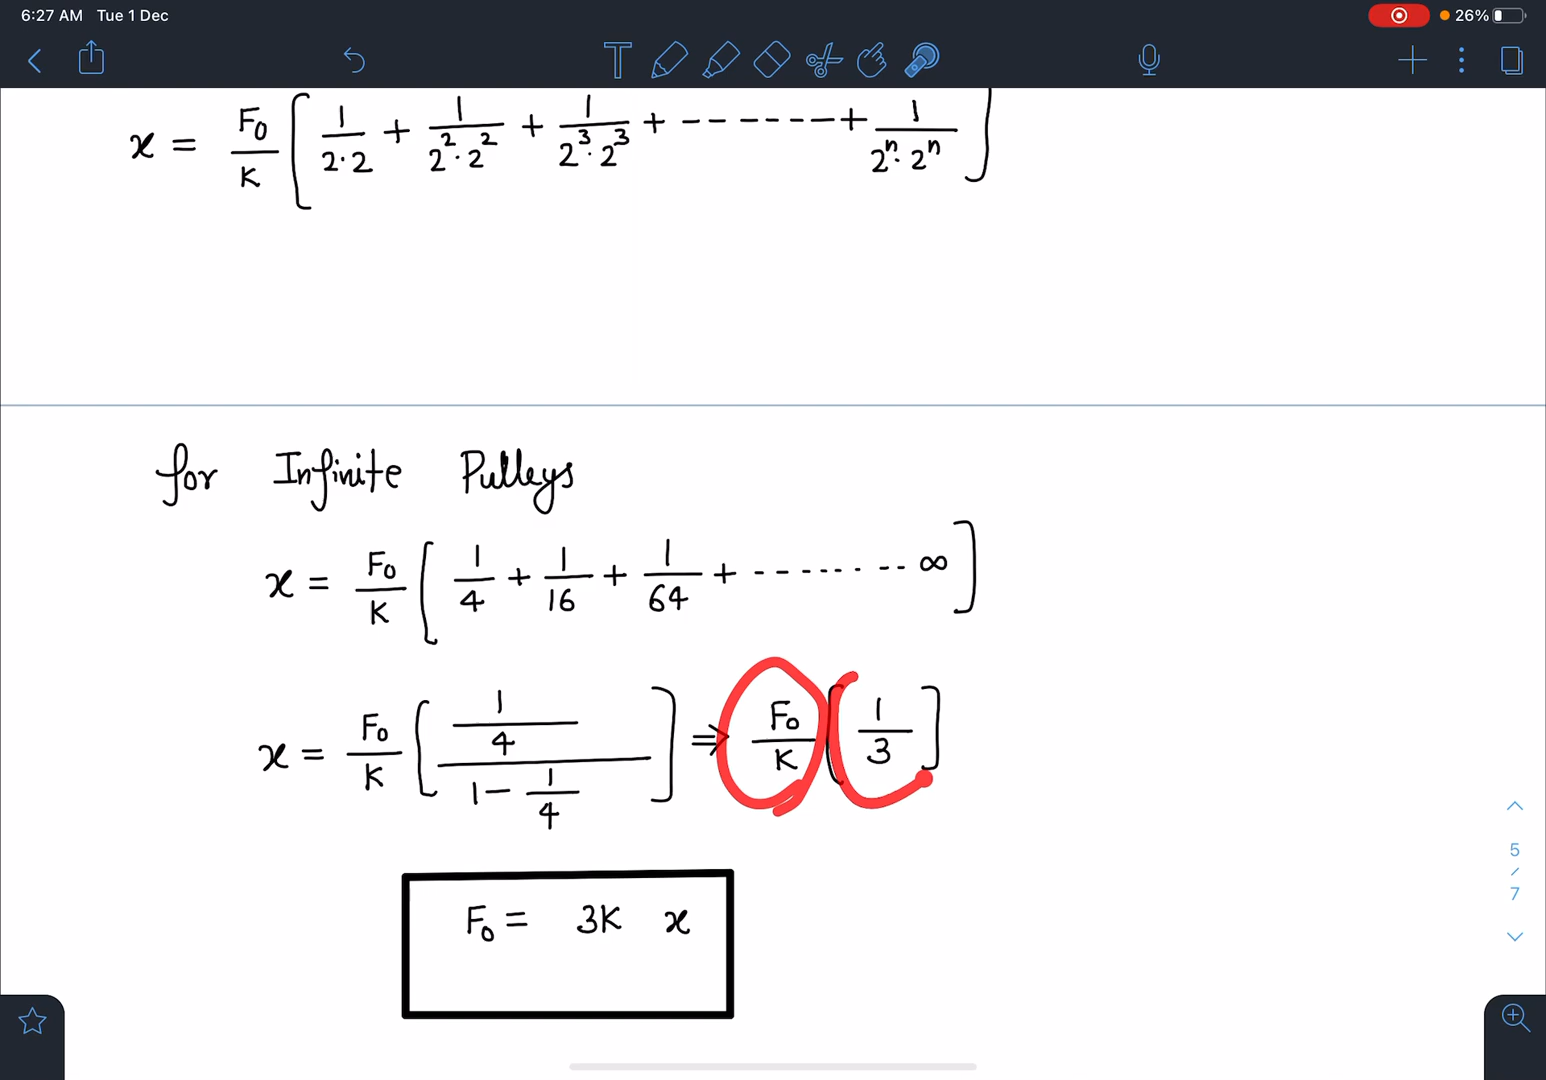 6:27 AM Tue 1 Dec 26%
x = F₀/K [ 1/(2·2) + 1/(2²·2²) + 1/(2³·2³) + ------- + 1/(2ⁿ·2ⁿ) ]
for Infinite Pulleys
x = F₀/K [ 1/4 + 1/16 + 1/64 + -------- ∞ ]
x = F₀/K [ (1/4)/(1 - 1/4) ] ⇒ F₀/K [ 1/3 ]
F₀ = 3K x
5/7